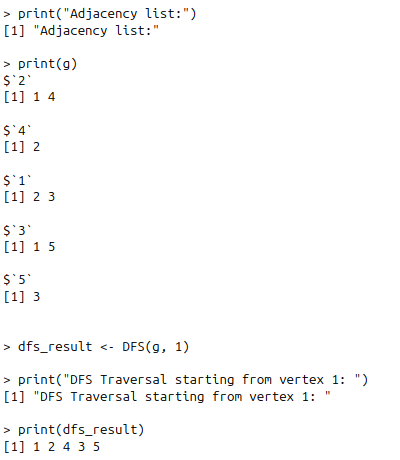 > print("Adjacency list:")
[1] "Adjacency list:"
> print(g)
$`2`
[1] 1 4
$`4`
[1] 2
$`1`
[1] 2 3
$`3`
[1] 1 5
$`5`
[1] 3
> dfs_result <- DFS(g, 1)
> print("DFS Traversal starting from vertex 1: ")
[1] "DFS Traversal starting from vertex 1: "
> print(dfs_result)
[1] 1 2 4 3 5